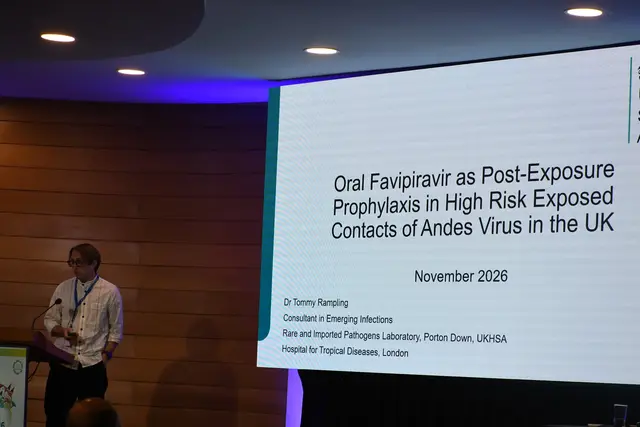 Oral Favipiravir as Post-Exposure
Prophylaxis in High Risk Exposed
Contacts of Andes Virus in the UK
November 2026
Dr Tommy Rampling
Consultant in Emerging Infections
Rare and Imported Pathogens Laboratory, Porton Down, UKHSA
Hospital for Tropical Diseases, London